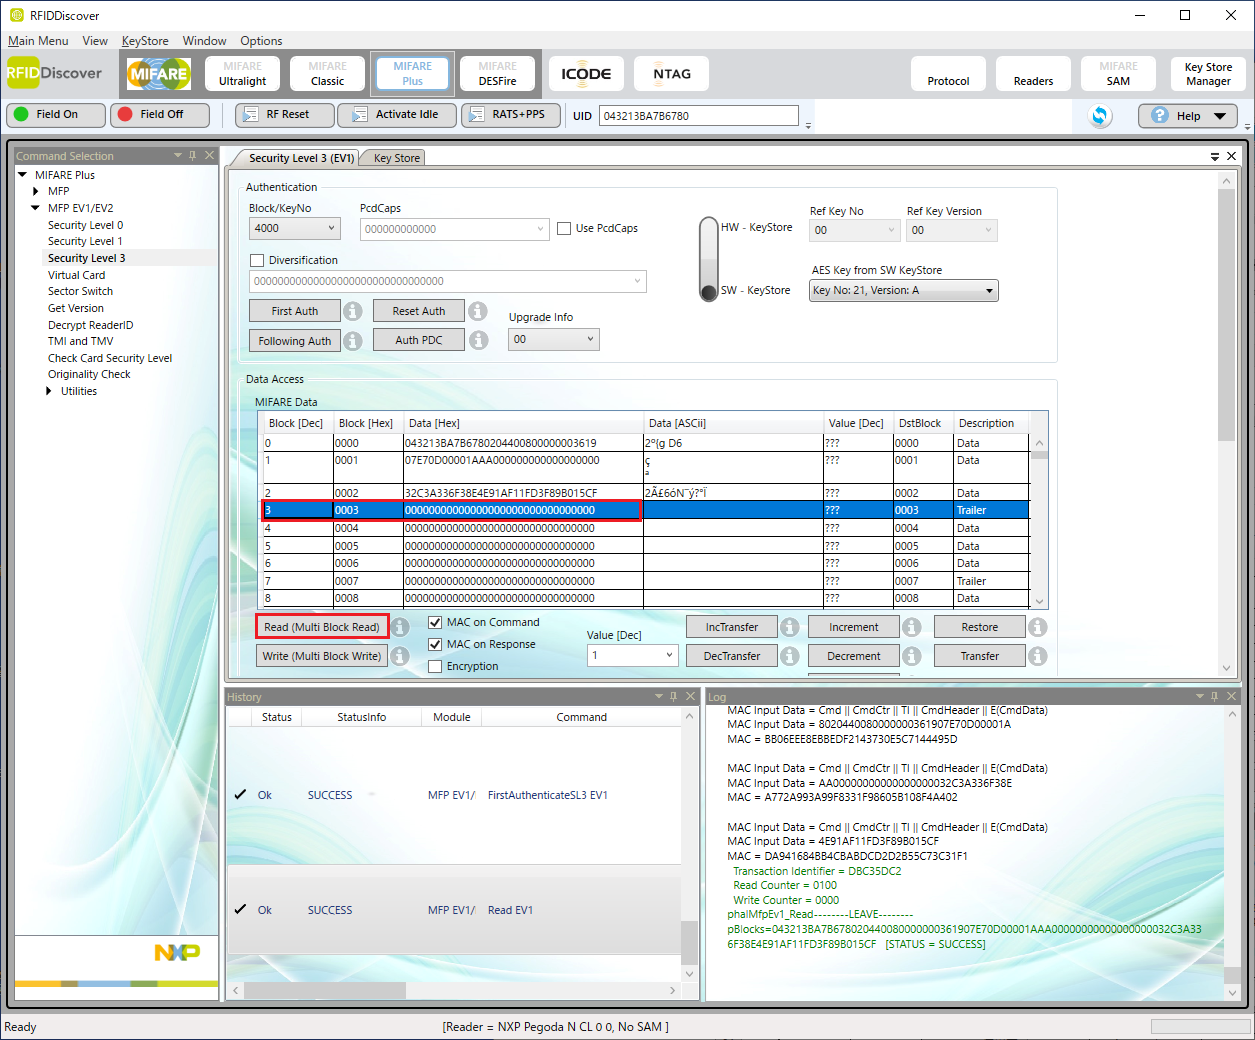 RFIDDiscover
Main Menu View KeyStore Window Options
RFIDDiscover
MIFARE
MIFARE Ultralight
MIFARE Classic
MIFARE Plus
MIFARE DESFire
ICODE
NTAG
Protocol
Readers
MIFARE SAM
Key Store Manager
Field On
Field Off
RF Reset
Activate Idle
RATS+PPS
UID 043213BA7B6780
Help
Command Selection
MIFARE Plus
MFP
MFP EV1/EV2
Security Level 0
Security Level 1
Security Level 3
Virtual Card
Sector Switch
Get Version
Decrypt ReaderID
TMI and TMV
Check Card Security Level
Originality Check
Utilities
NXP
Security Level 3 (EV1)
Key Store
Authentication
Block/KeyNo
4000
PcdCaps
000000000000
Use PcdCaps
HW - KeyStore
SW - KeyStore
Ref Key No
00
Ref Key Version
00
Diversification
00000000000000000000000000000000
AES Key from SW KeyStore
Key No: 21, Version: A
First Auth
Reset Auth
Following Auth
Auth PDC
Upgrade Info
00
Data Access
MIFARE Data
Block [Dec] Block [Hex] Data [Hex] Data [ASCii] Value [Dec] DstBlock Description
0 0000 043213BA7B6780204400800000003619 2º{g D6 ??? 0000 Data
1 0001 07E70D00001AAA000000000000000000 ç ª ??? 0001 Data
2 0002 32C3A336F38E4E91AF11FD3F89B015CF 2Ã£6óN¯ý?°Ï ??? 0002 Data
3 0003 00000000000000000000000000000000 ??? 0003 Trailer
4 0004 00000000000000000000000000000000 ??? 0004 Data
5 0005 00000000000000000000000000000000 ??? 0005 Data
6 0006 00000000000000000000000000000000 ??? 0006 Data
7 0007 00000000000000000000000000000000 ??? 0007 Trailer
8 0008 00000000000000000000000000000000 ??? 0008 Data
Read (Multi Block Read)
Write (Multi Block Write)
MAC on Command
MAC on Response
Encryption
Value [Dec]
1
IncTransfer
Increment
Restore
DecTransfer
Decrement
Transfer
History
Status StatusInfo Module Command
Ok SUCCESS MFP EV1/ FirstAuthenticateSL3 EV1
Ok SUCCESS MFP EV1/ Read EV1
Log
MAC Input Data = Cmd || CmdCtr || TI || CmdHeader || E(CmdData)
MAC Input Data = 8020440080000000361907E70D00001A
MAC = BB06EEE8EBBEDF2143730E5C7144495D
MAC Input Data = Cmd || CmdCtr || TI || CmdHeader || E(CmdData)
MAC Input Data = AA00000000000000000032C3A336F38E
MAC = A772A993A99F8331F98605B108F4A402
MAC Input Data = Cmd || CmdCtr || TI || CmdHeader || E(CmdData)
MAC Input Data = 4E91AF11FD3F89B015CF
MAC = DA941684BB4CBABDCD2D2B55C73C31F1
Transaction Identifier = DBC35DC2
Read Counter = 0100
Write Counter = 0000
phalMfpEv1_Read--------LEAVE--------
pBlocks=043213BA7B678020440080000000361907E70D00001AAA00000000000000000032C3A33
6F38E4E91AF11FD3F89B015CF [STATUS = SUCCESS]
Ready
[Reader = NXP Pegoda N CL 0 0, No SAM ]